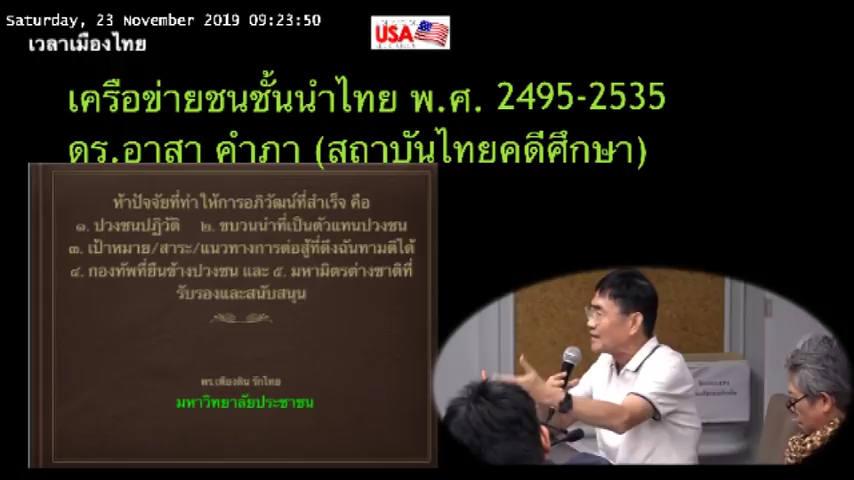 Saturday, 23 November 2019 09:23:50
เวลาเมืองไทย
USA
เครือข่ายชนชั้นนำไทย พ.ศ. 2495-2535
ดร.อาสา คำภา (สถาบันไทยคดีศึกษา)
ห้าปัจจัยที่ทำให้การอภิวัฒน์ที่สำเร็จ คือ
๑. ปวงชนปฏิวัติ ๒. ขบวนนำที่เป็นตัวแทนปวงชน
๓. เป้าหมาย/สาระ/แนวทางการต่อสู้ที่ดึงฉันทามติได้
๔. กองทัพที่ยืนข้างปวงชน และ ๕. มหามิตรต่างชาติที่
รับรองและสนับสนุน
ดร.เพียงดิน รักไทย
มหาวิทยาลัยประชาชน